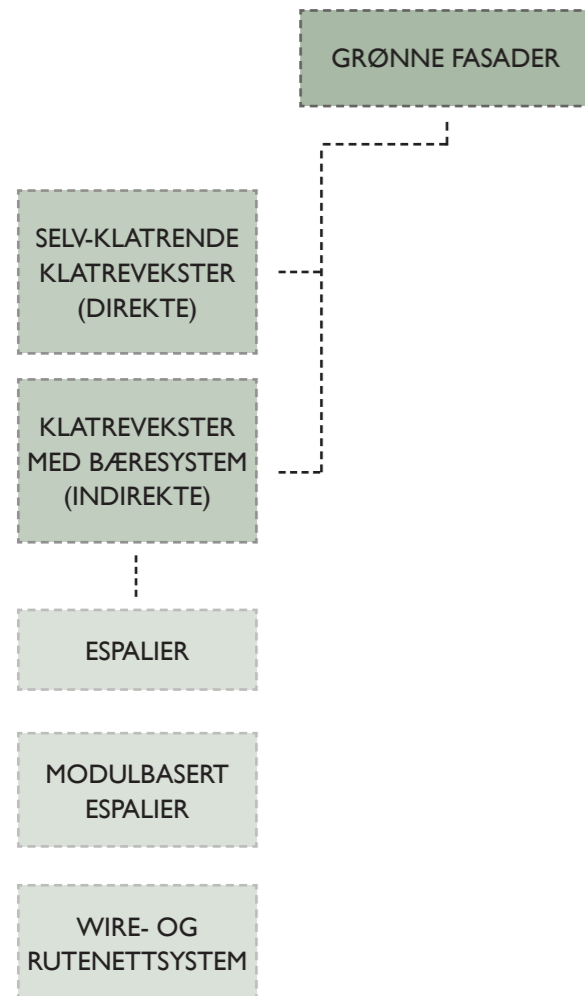 GRØNNE FASADER
SELV-KLATRENDE
KLATREVEKSTER
(DIREKTE)
KLATREVEKSTER
MED BÆRESYSTEM
(INDIREKTE)
ESPALIER
MODULBASERT
ESPALIER
WIRE- OG
RUTENETTSYSTEM